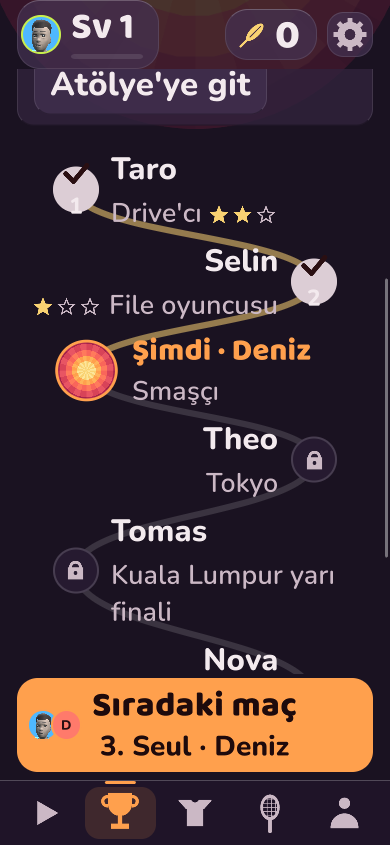 Sv 1
0
Atölye'ye git
Taro
1
Drive'cı
Selin
2
File oyuncusu
Şimdi · Deniz
Smaşçı
Theo
Tokyo
Tomas
Kuala Lumpur yarı
finali
Nova
Sıradaki maç
D
3. Seul · Deniz